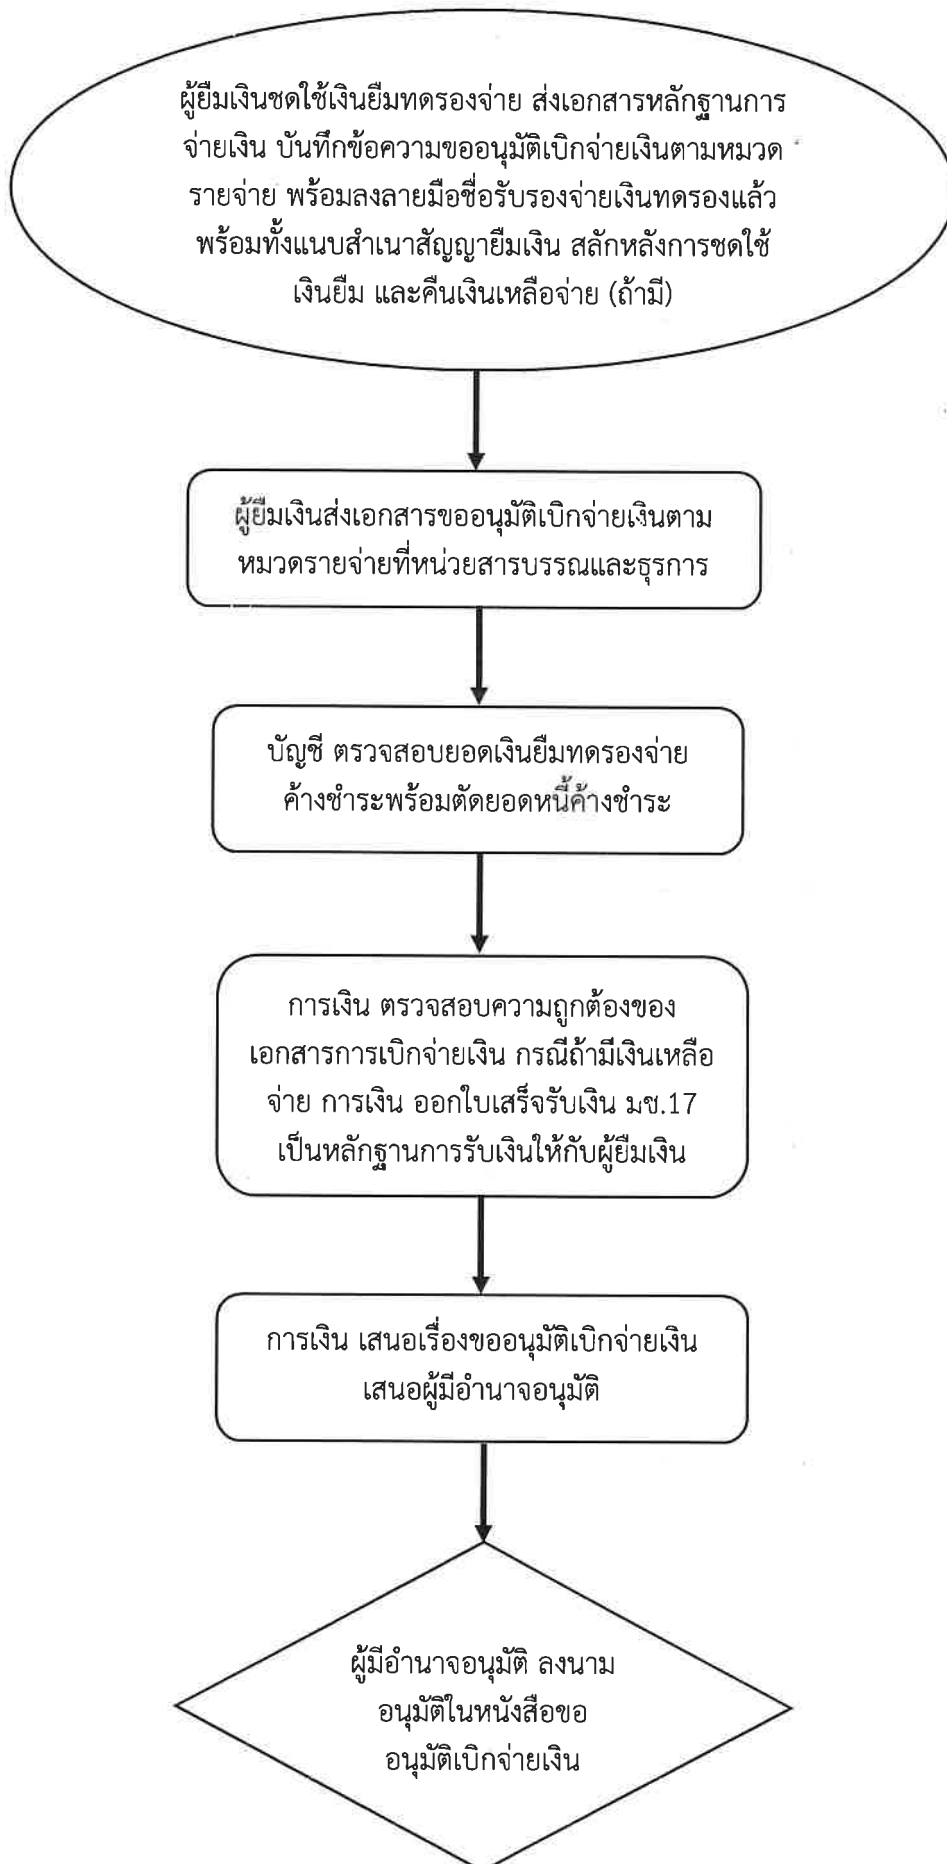 ผู้ยืมเงินชดใช้เงินยืมทดรองจ่าย ส่งเอกสารหลักฐานการ
จ่ายเงิน บันทึกข้อความขออนุมัติเบิกจ่ายเงินตามหมวด
รายจ่าย พร้อมลงลายมือชื่อรับรองจ่ายเงินทดรองแล้ว
พร้อมทั้งแนบสำเนาสัญญายืมเงิน สลักหลังการชดใช้
เงินยืม และคืนเงินเหลือจ่าย (ถ้ามี)
ผู้ยืมเงินส่งเอกสารขออนุมัติเบิกจ่ายเงินตาม
หมวดรายจ่ายที่หน่วยสารบรรณและธุรการ
บัญชี ตรวจสอบยอดเงินยืมทดรองจ่าย
ค้างชำระพร้อมตัดยอดหนี้ค้างชำระ
การเงิน ตรวจสอบความถูกต้องของ
เอกสารการเบิกจ่ายเงิน กรณีถ้ามีเงินเหลือ
จ่าย การเงิน ออกใบเสร็จรับเงิน มช.17
เป็นหลักฐานการรับเงินให้กับผู้ยืมเงิน
การเงิน เสนอเรื่องขออนุมัติเบิกจ่ายเงิน
เสนอผู้มีอำนาจอนุมัติ
ผู้มีอำนาจอนุมัติ ลงนาม
อนุมัติในหนังสือขอ
อนุมัติเบิกจ่ายเงิน